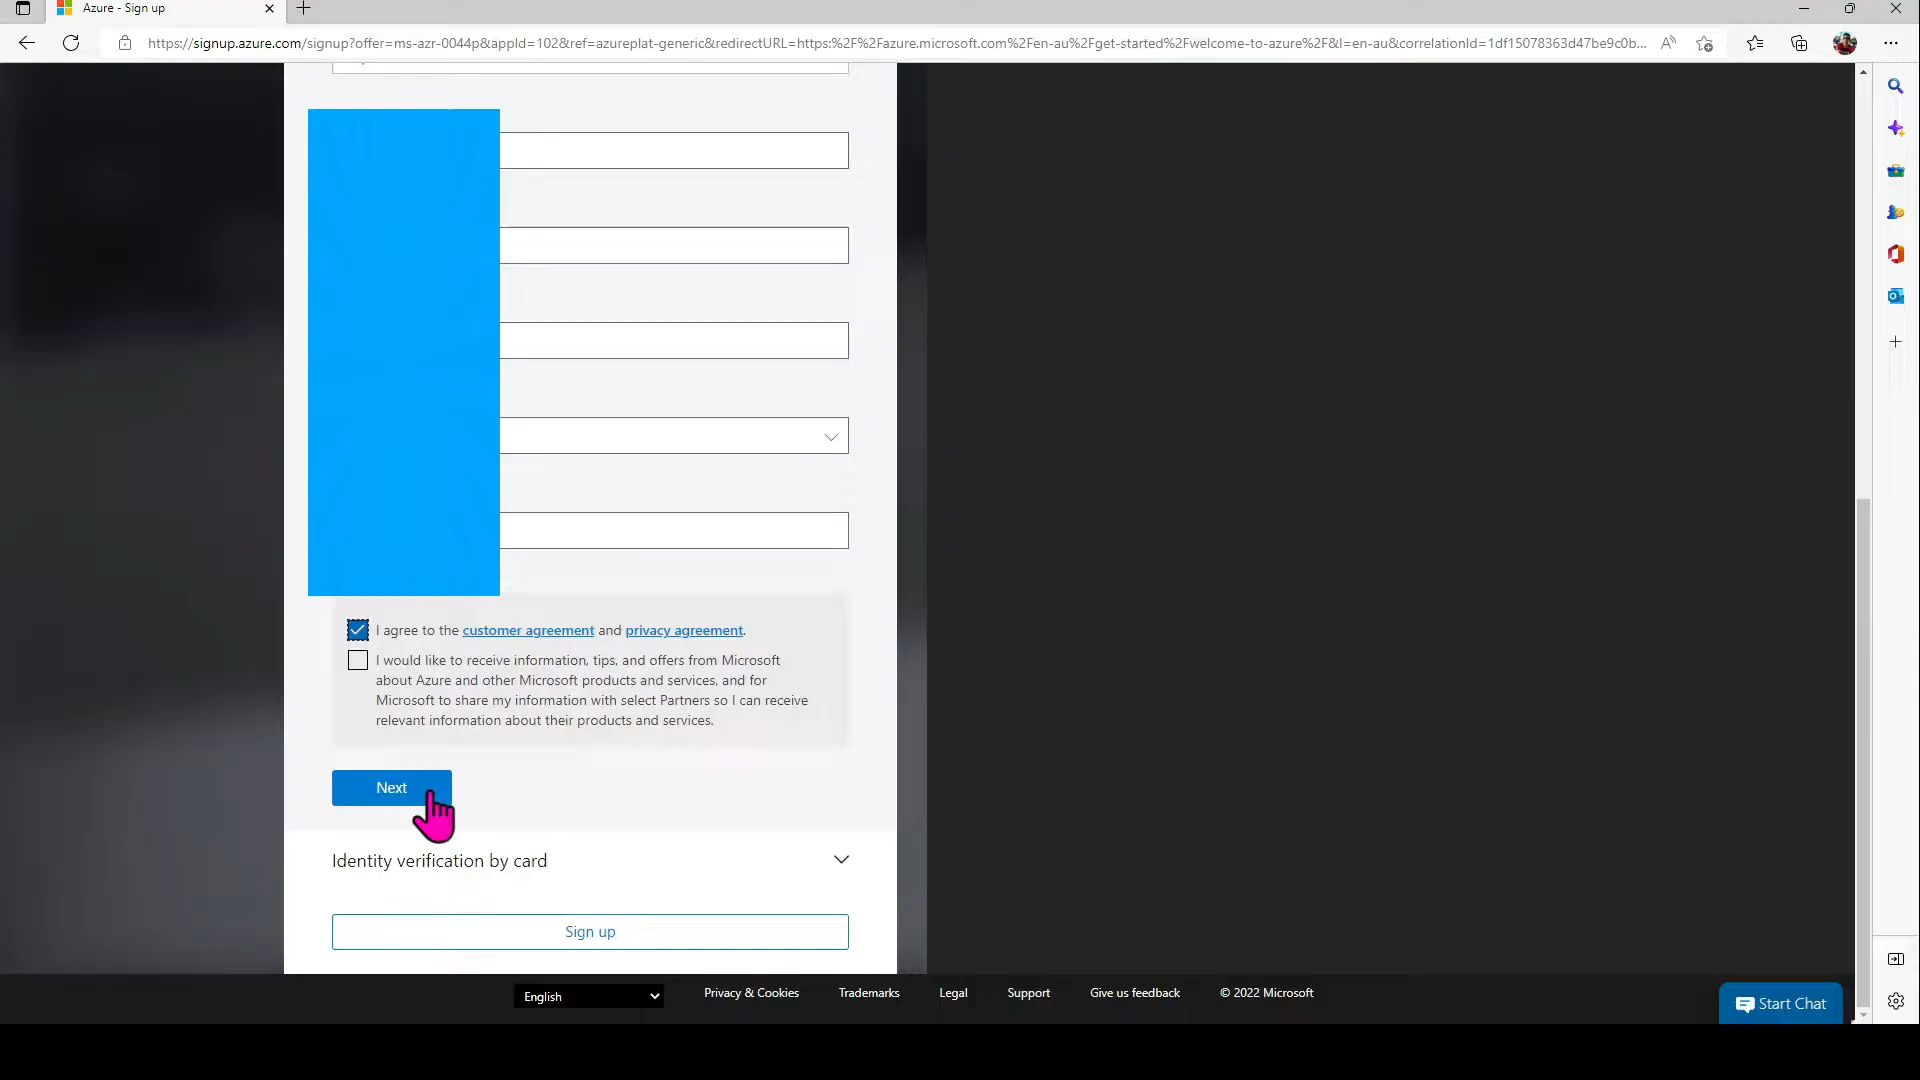 Azure - Sign up
https://signup.azure.com/signup?offer=ms-azr-0044p&appId=102&ref=azureplat-generic&redirectURL=https:%2F%2Fazure.microsoft.com%2Fen-au%2Fget-started%2Fwelcome-to-azure%2F&l=en-au&correlationId=1df15078363d47be9c0b...
I agree to the customer agreement and privacy agreement.
I would like to receive information, tips, and offers from Microsoft
about Azure and other Microsoft products and services, and for
Microsoft to share my information with select Partners so I can receive
relevant information about their products and services.
Next
Identity verification by card
Sign up
English
Privacy & Cookies
Trademarks
Legal
Support
Give us feedback
© 2022 Microsoft
Start Chat